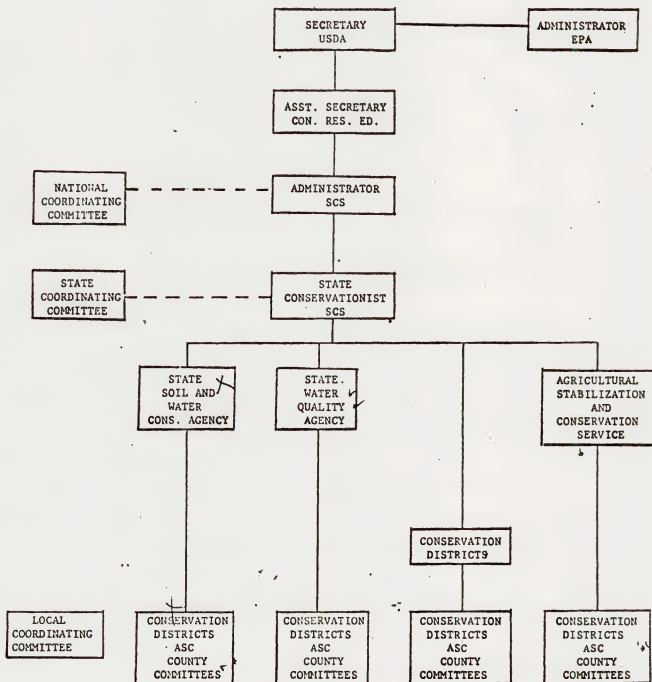 SECRETARY
USDA
ADMINISTRATOR
EPA
ASST. SECRETARY
CON. RES. ED.
NATIONAL
COORDINATING
COMMITTEE
ADMINISTRATOR
SCS
STATE
COORDINATING
COMMITTEE
STATE
CONSERVATIONIST
SCS
STATE
SOIL AND
WATER
CONS. AGENCY
STATE.
WATER
QUALITY
AGENCY
AGRICULTURAL
STABILIZATION
AND
CONSERVATION
SERVICE
CONSERVATION
DISTRICT9
LOCAL
COORDINATING
COMMITTEE
CONSERVATION
DISTRICTS
ASC
COUNTY
COMMITTEES
CONSERVATION
DISTRICTS
ASC
COUNTY
COMMITTEES
CONSERVATION
DISTRICTS
ASC
COUNTY
COMMITTEES
CONSERVATION
DISTRICTS
ASC
COUNTY
COMMITTEES